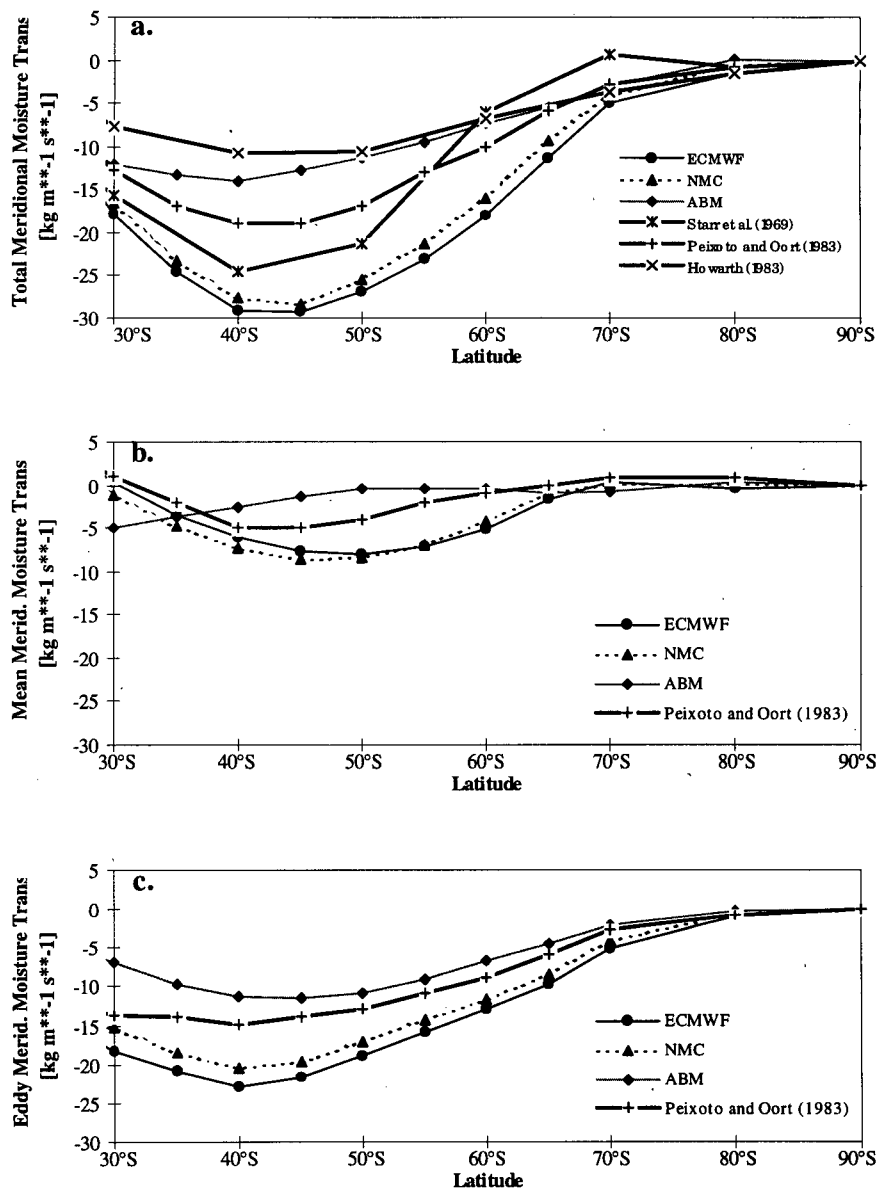 a.
Total Meridional Moisture Trans
[kg m**-1 s**-1]
5
0
-5
-10
-15
-20
-25
-30
ECMWF
NMC
ABM
Starr et al. (1969)
Peixoto and Oort (1983)
Howarth (1983)
30°S 40°S 50°S 60°S 70°S 80°S 90°S
Latitude
b.
Mean Merid. Moisture Trans
[kg m**-1 s**-1]
5
0
-5
-10
-15
-20
-25
-30
ECMWF
NMC
ABM
Peixoto and Oort (1983)
30°S 40°S 50°S 60°S 70°S 80°S 90°S
Latitude
c.
Eddy Merid. Moisture Trans
[kg m**-1 s**-1]
5
0
-5
-10
-15
-20
-25
-30
ECMWF
NMC
ABM
Peixoto and Oort (1983)
30°S 40°S 50°S 60°S 70°S 80°S 90°S
Latitude